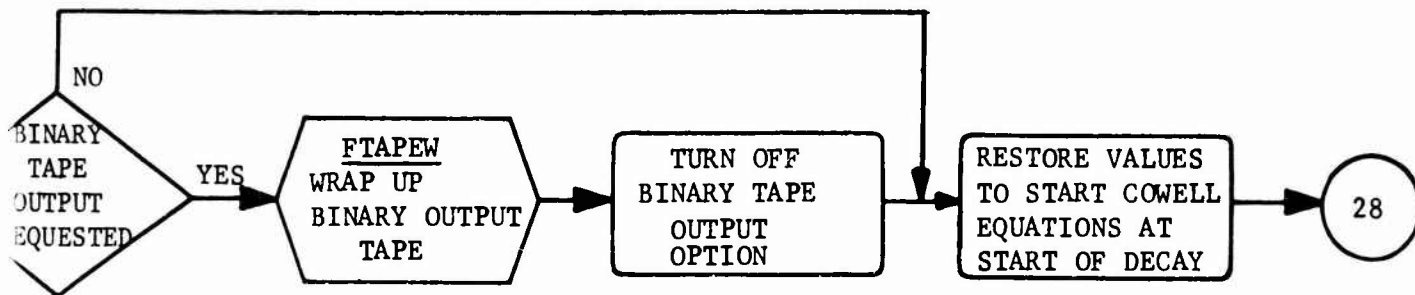 NO
BINARY
TAPE
OUTPUT
EQUESTED
YES
FTAPEW
WRAP UP
BINARY OUTPUT
TAPE
TURN OFF
BINARY TAPE
OUTPUT
OPTION
RESTORE VALUES
TO START COWELL
EQUATIONS AT
START OF DECAY
28